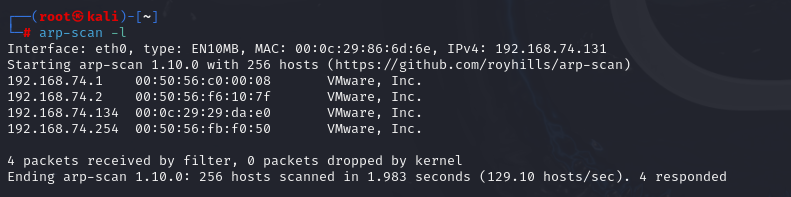 ┌──(root㉿kali)-[~]
└─# arp-scan -l
Interface: eth0, type: EN10MB, MAC: 00:0c:29:86:6d:6e, IPv4: 192.168.74.131
Starting arp-scan 1.10.0 with 256 hosts (https://github.com/royhills/arp-scan)
192.168.74.1    00:50:56:c0:00:08       VMware, Inc.
192.168.74.2    00:50:56:f6:10:7f       VMware, Inc.
192.168.74.134  00:0c:29:29:da:e0       VMware, Inc.
192.168.74.254  00:50:56:fb:f0:50       VMware, Inc.

4 packets received by filter, 0 packets dropped by kernel
Ending arp-scan 1.10.0: 256 hosts scanned in 1.983 seconds (129.10 hosts/sec). 4 responded